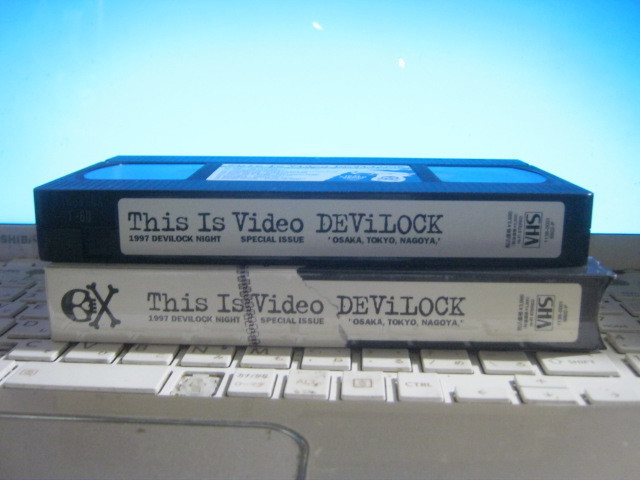 This Is Video DEViLOCK
1997 DEVILOCK NIGHT SPECIAL ISSUE "OSAKA, TOKYO, NAGOYA."
VHS
This Is Video DEViLOCK
1997 DEVILOCK NIGHT SPECIAL ISSUE "OSAKA, TOKYO, NAGOYA."
VHS
CTRL